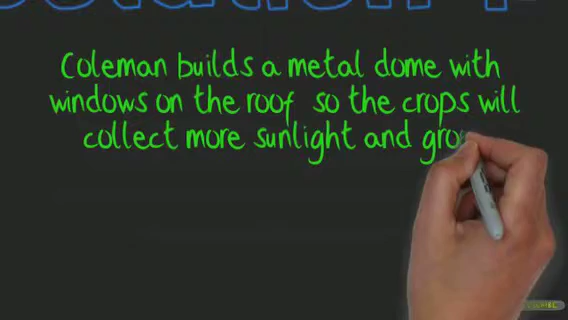 Coleman builds a metal dome with
windows on the roof so the crops will
collect more sunlight and gro